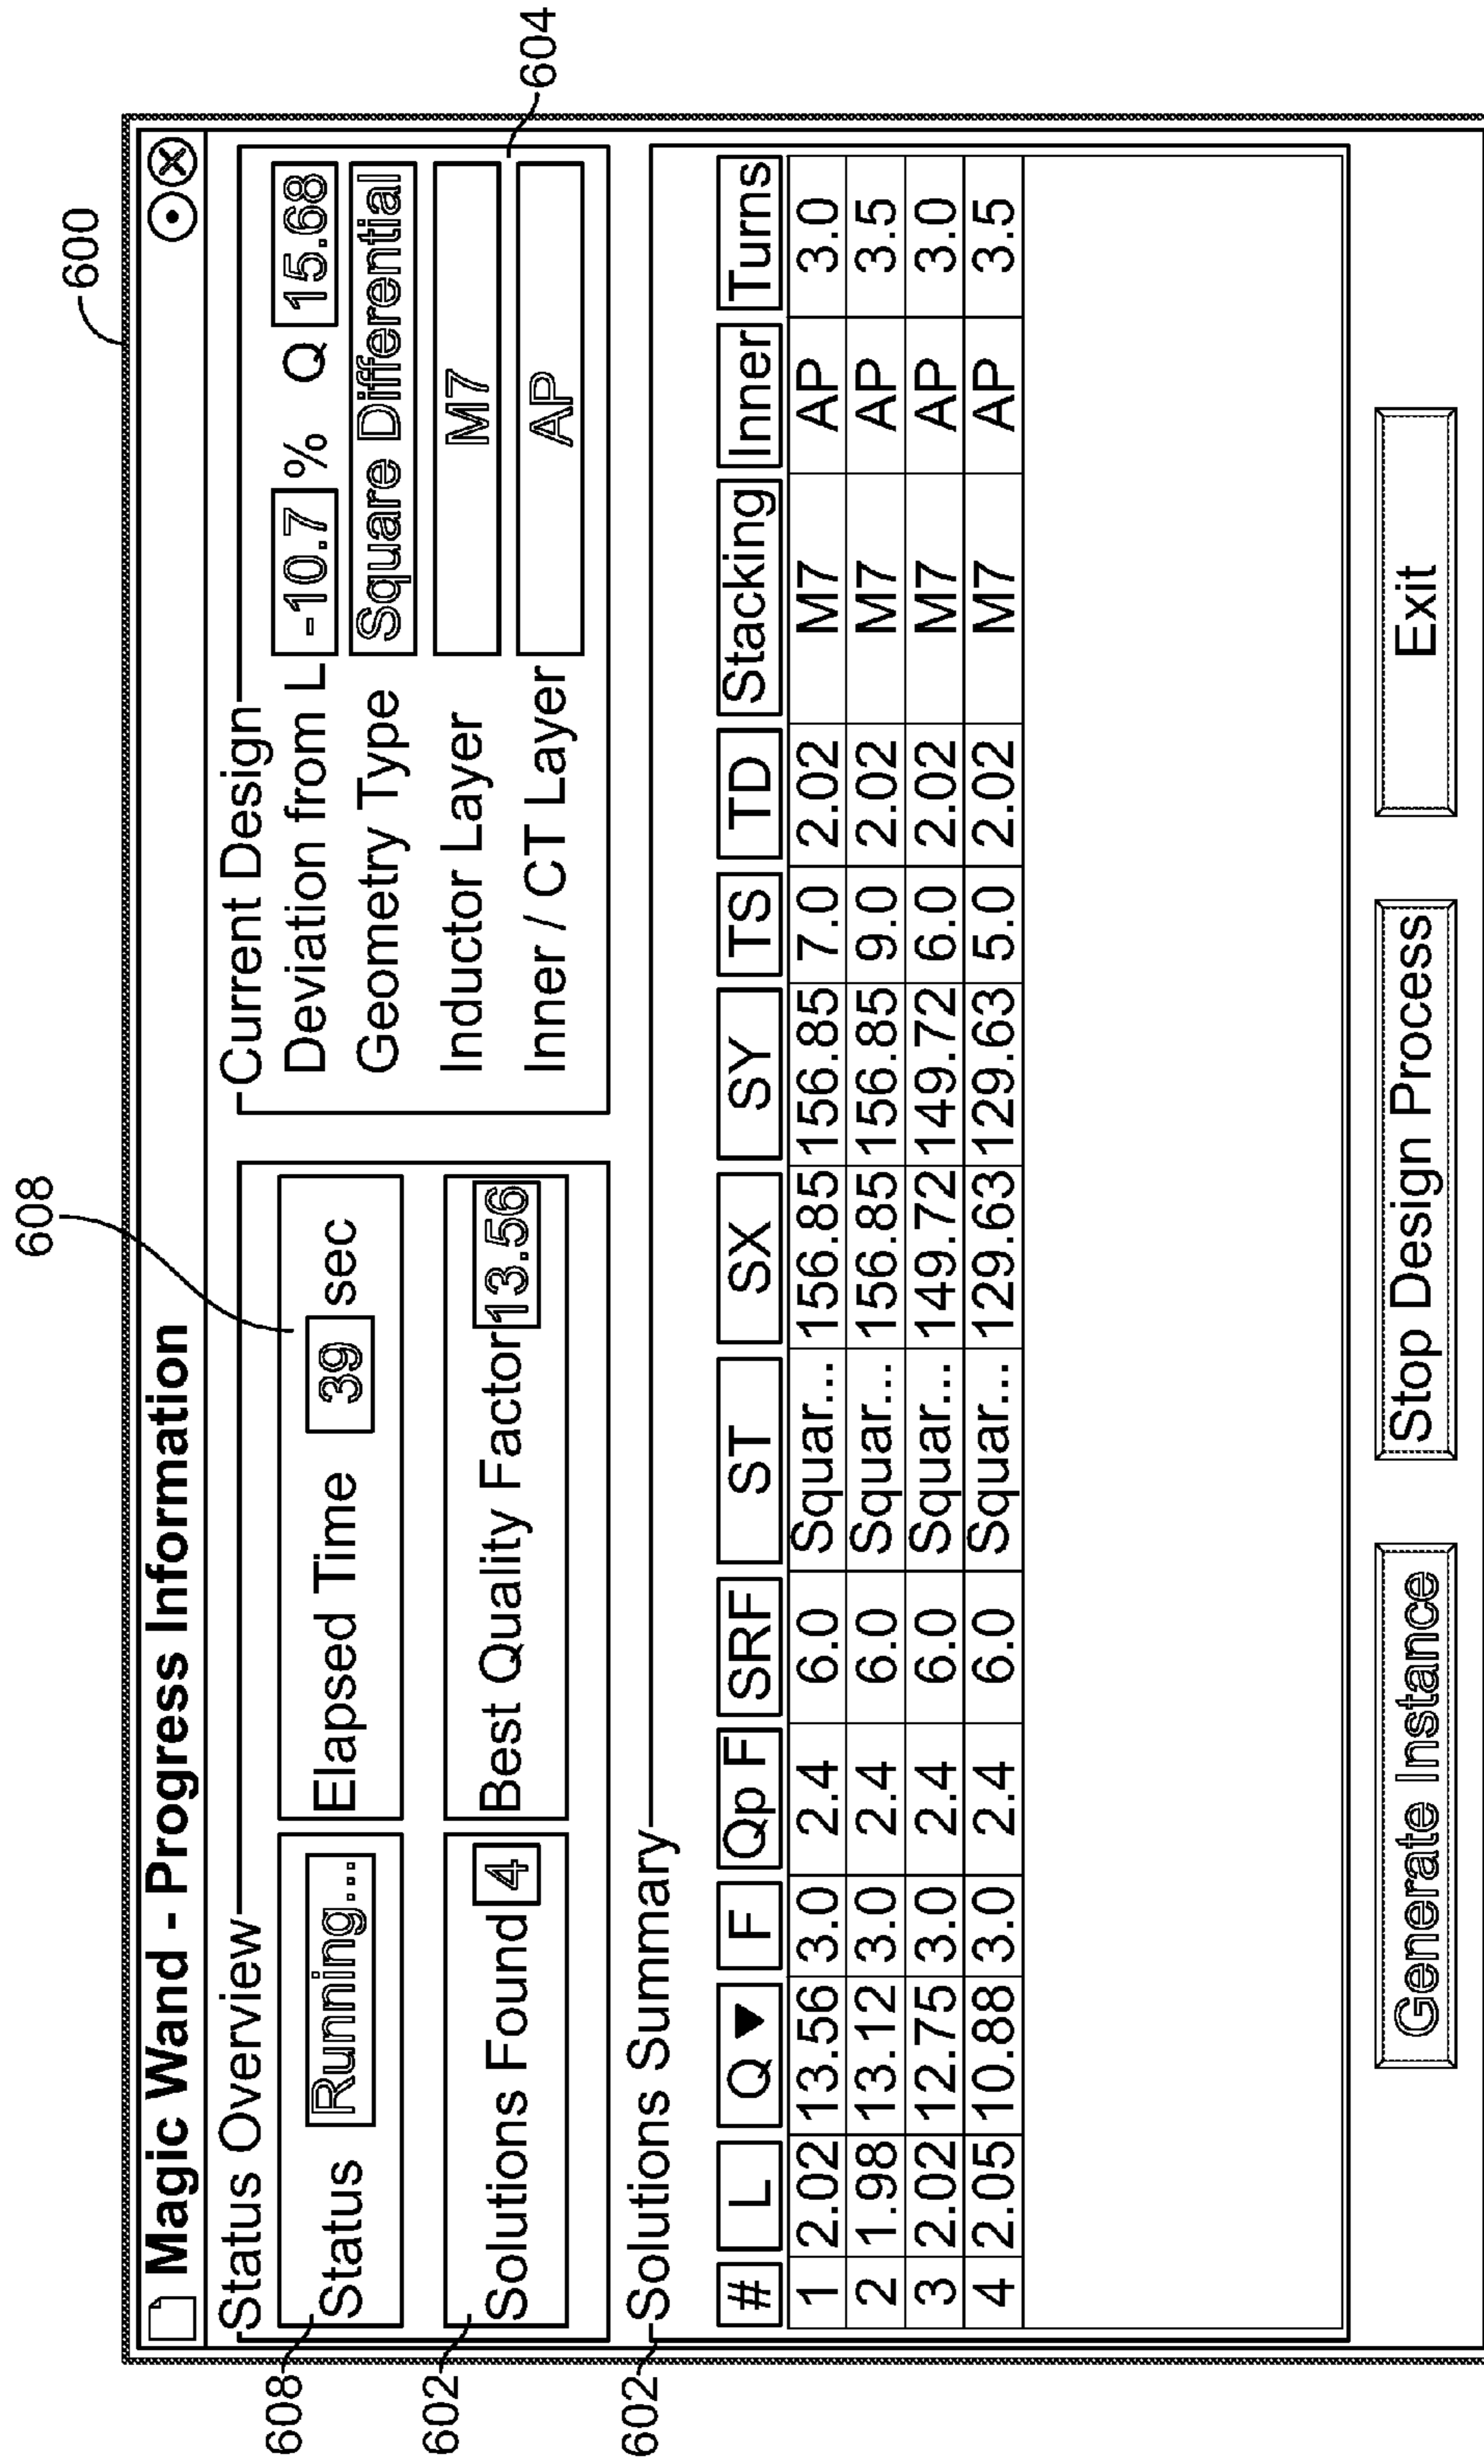 600
608
Magic Wand - Progress Information
Status Overview
608
Status Running...
Elapsed Time 39 sec
602
Solutions Found 4
Best Quality Factor 13.56
Current Design
Deviation from L -10.7 % Q 15.68
Geometry Type Square Differential
Inductor Layer M7
Inner / CT Layer AP
604
602
Solutions Summary
# L Q ▼ F Qp F SRF ST SX SY TS TD Stacking Inner Turns
1 2.02 13.56 3.0 2.4 6.0 Squar... 156.85 156.85 7.0 2.02 M7 AP 3.0
2 1.98 13.12 3.0 2.4 6.0 Squar... 156.85 156.85 9.0 2.02 M7 AP 3.5
3 2.02 12.75 3.0 2.4 6.0 Squar... 149.72 149.72 6.0 2.02 M7 AP 3.0
4 2.05 10.88 3.0 2.4 6.0 Squar... 129.63 129.63 5.0 2.02 M7 AP 3.5
Generate Instance
Stop Design Process
Exit